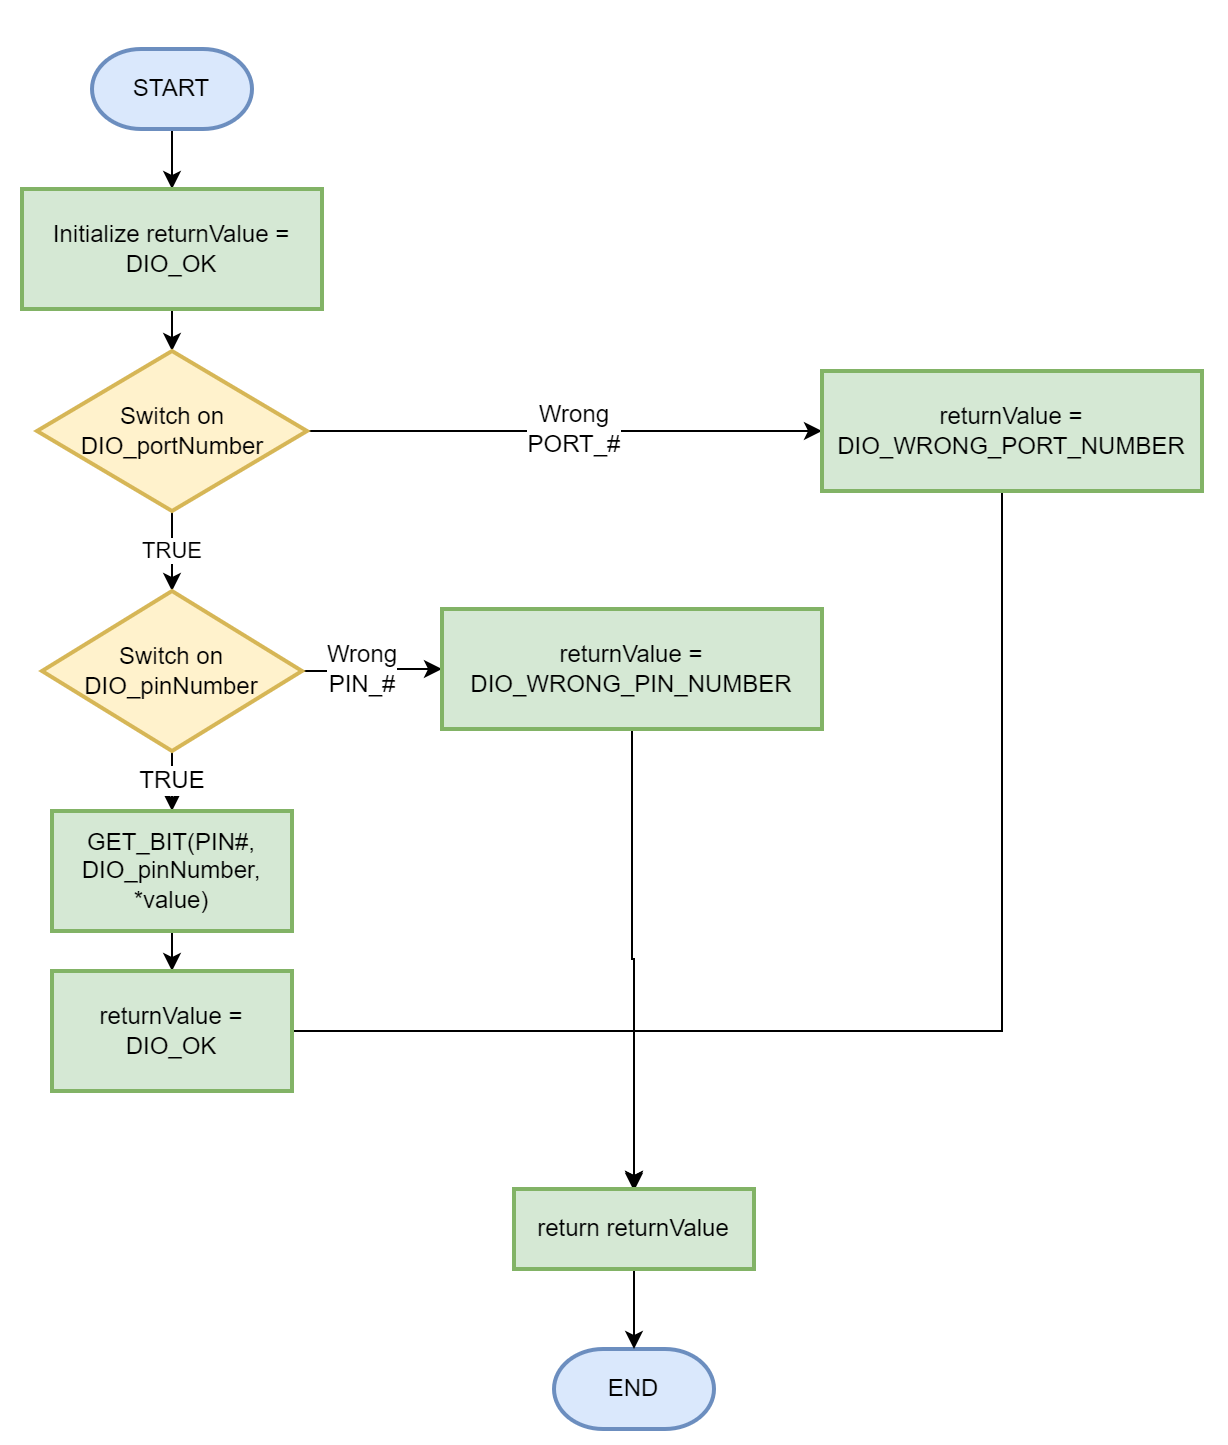 START
Initialize returnValue =
DIO_OK
Switch on
DIO_portNumber
Wrong
PORT_#
returnValue =
DIO_WRONG_PORT_NUMBER
TRUE
Switch on
DIO_pinNumber
Wrong
PIN_#
returnValue =
DIO_WRONG_PIN_NUMBER
TRUE
GET_BIT(PIN#,
DIO_pinNumber,
*value)
returnValue =
DIO_OK
return returnValue
END